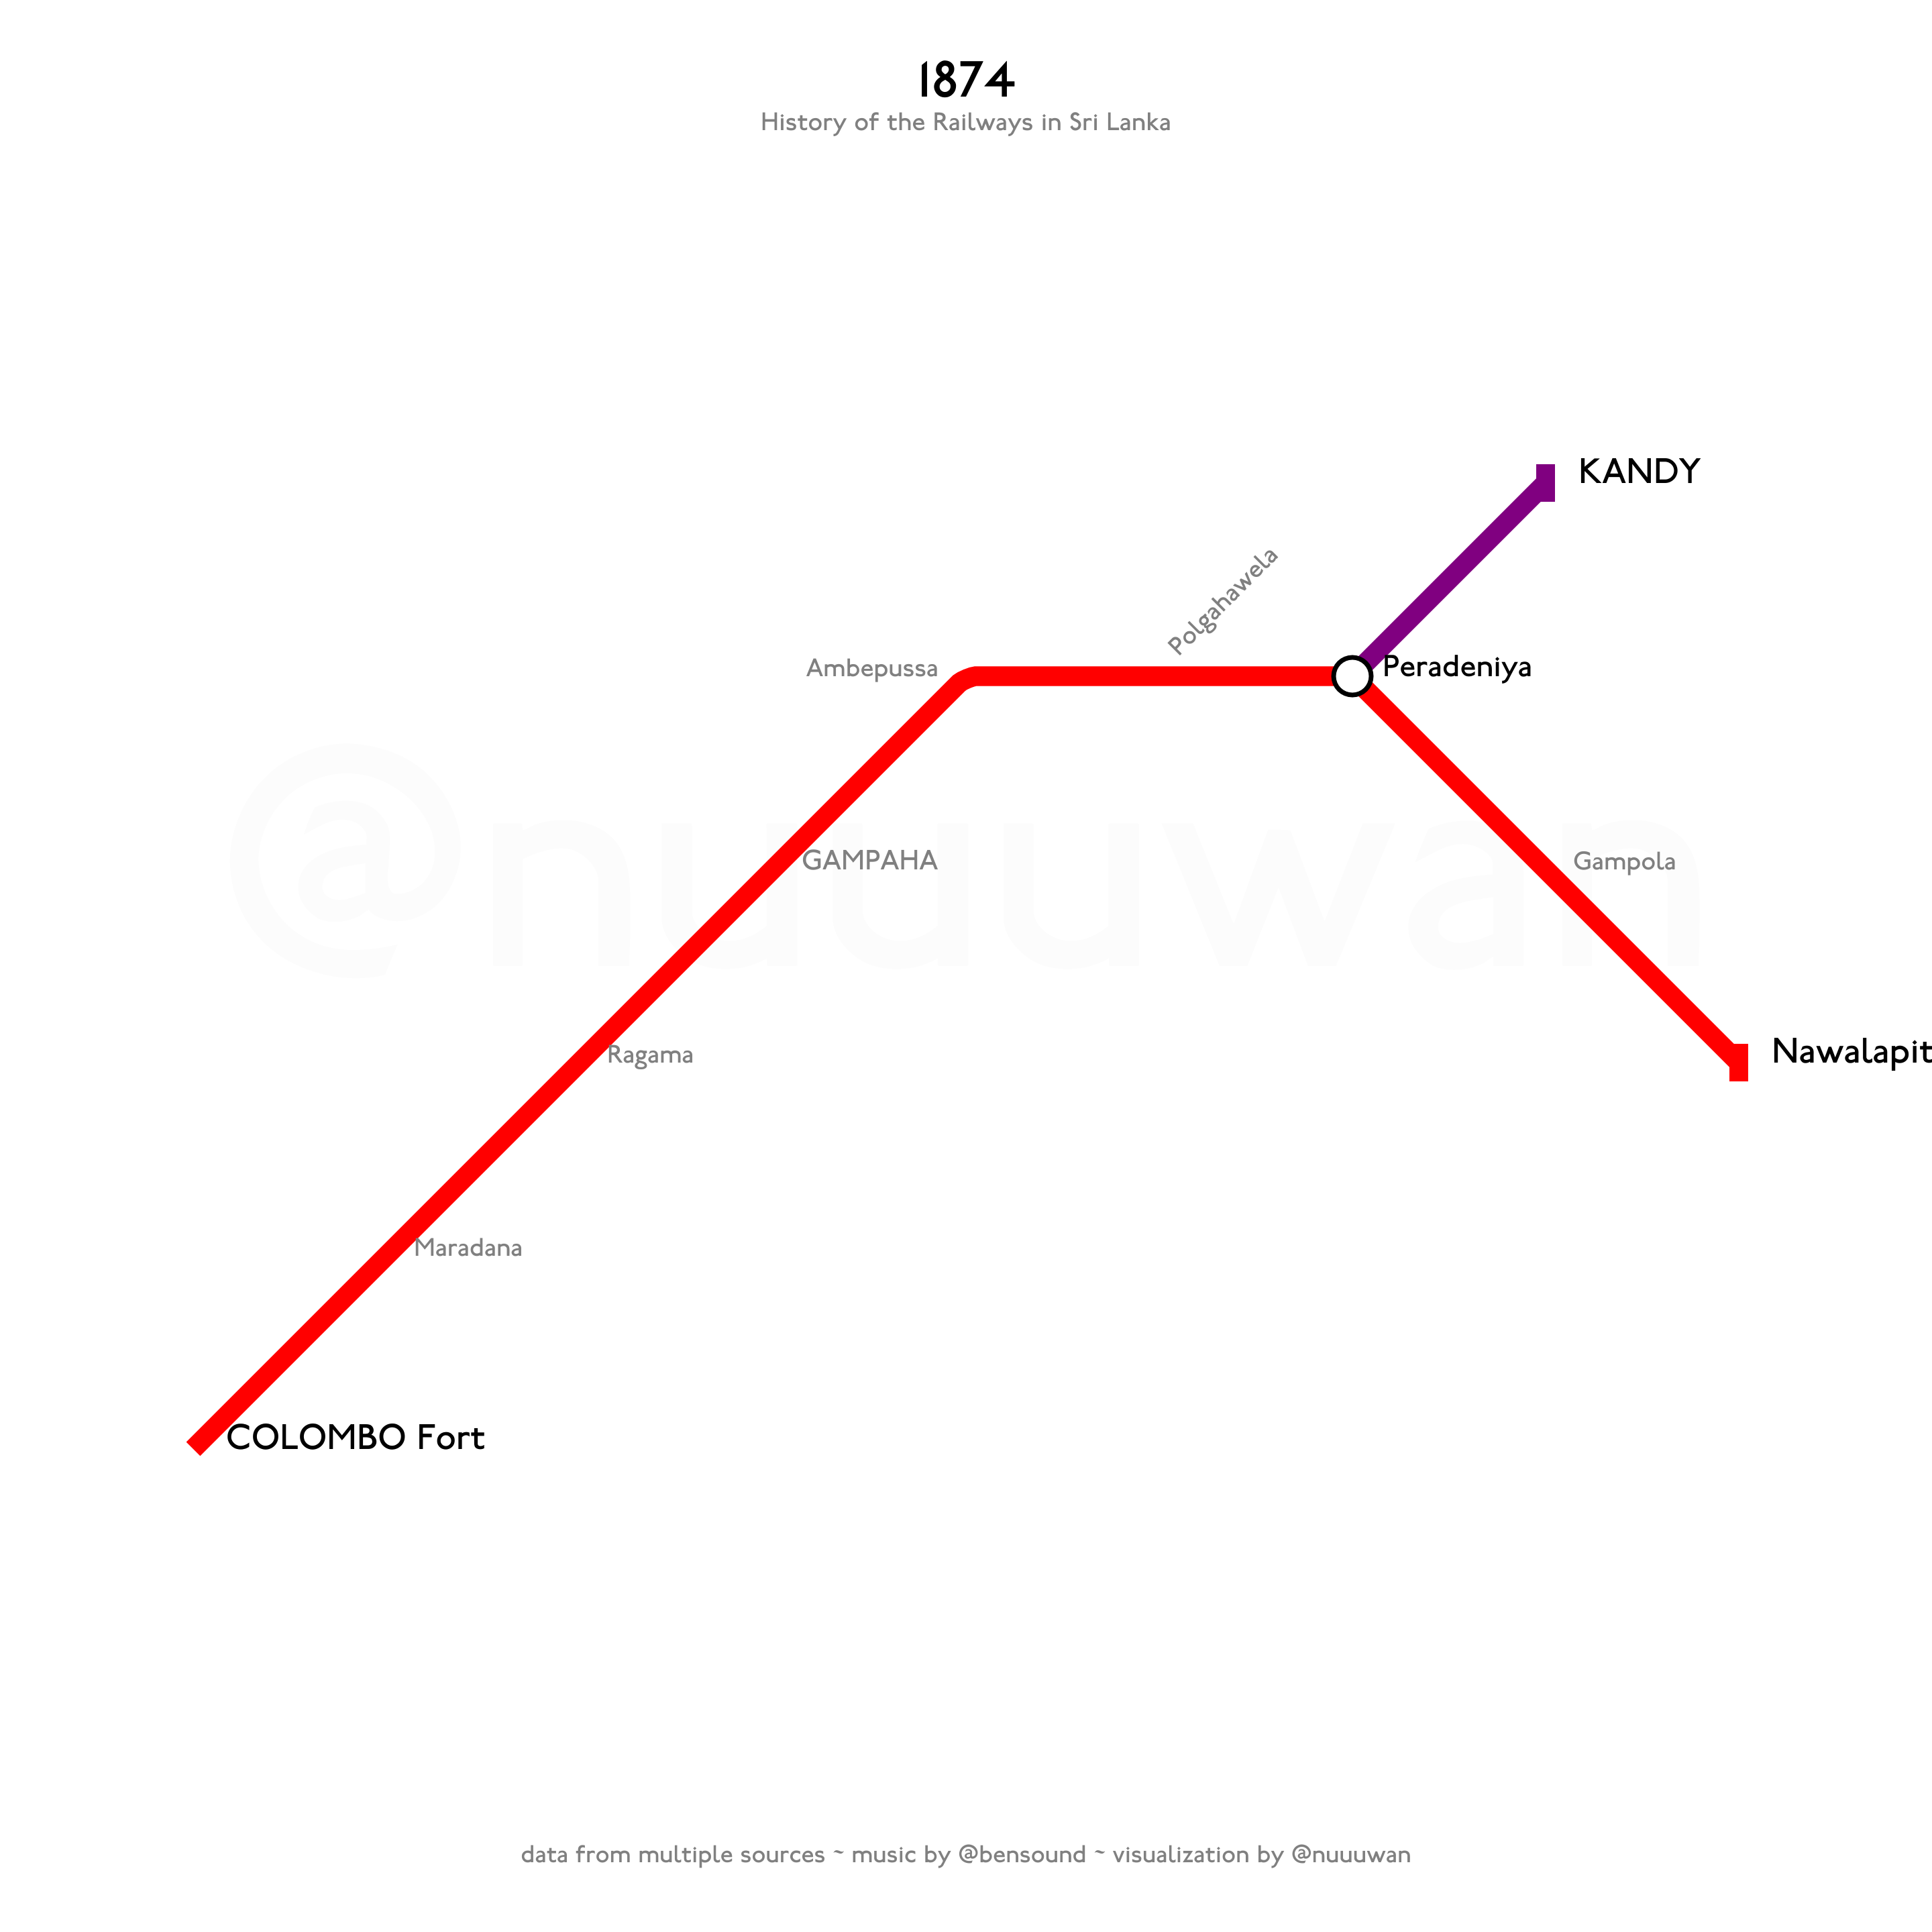 1874
History of the Railways in Sri Lanka
KANDY
Polgahawela
Ambepussa
Peradeniya
@nuuuwan
GAMPAHA
Gampola
Ragama
Nawalapit
Maradana
COLOMBO Fort
data from multiple sources ~ music by @bensound ~ visualization by @nuuuwan